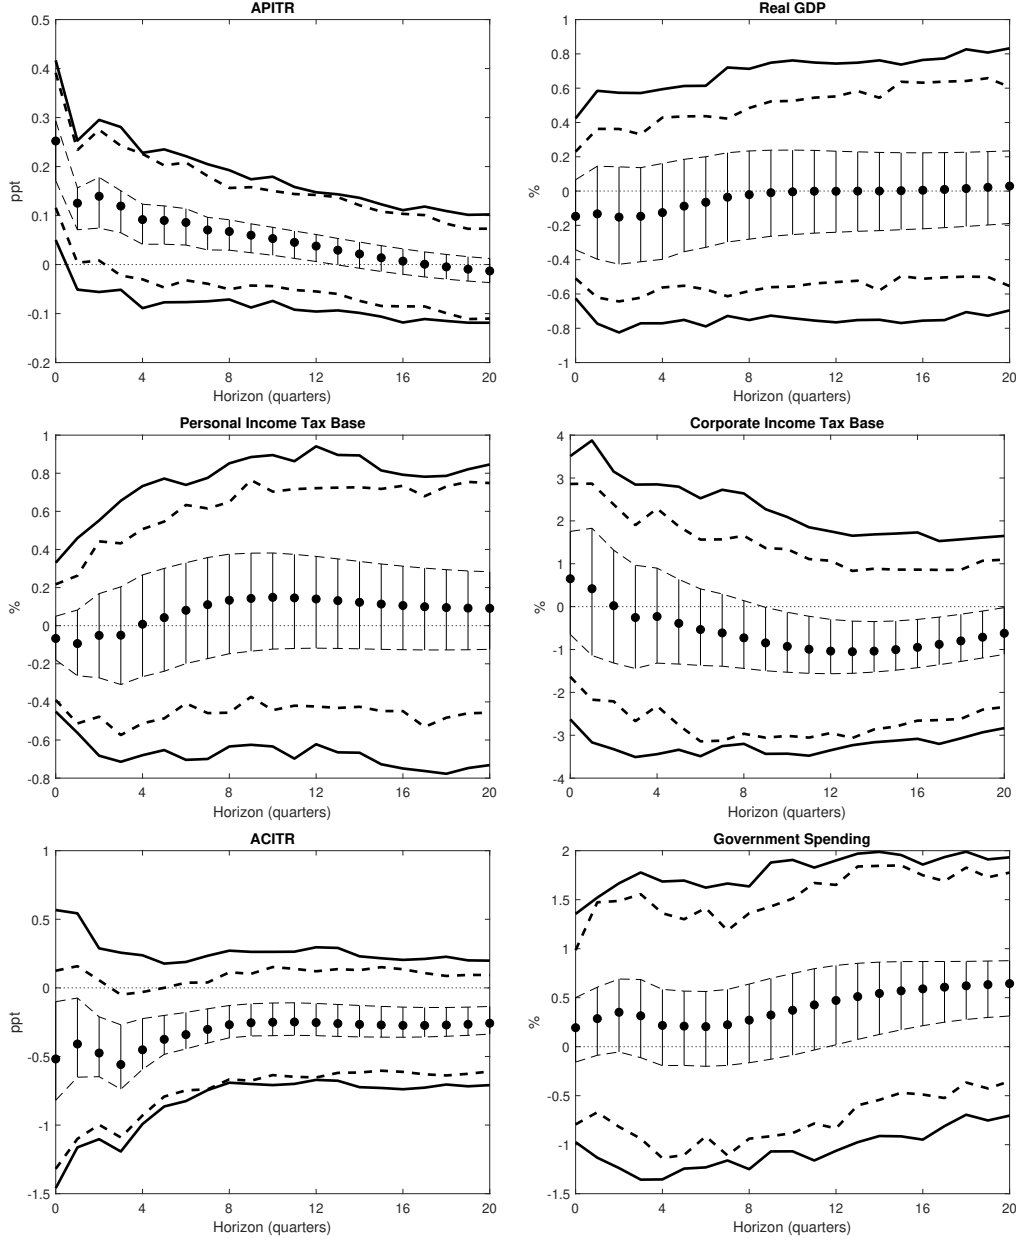 APITR
0.5
0.4
0.3
0.2
0.1
0
-0.1
-0.2
ppt
0 4 8 12 16 20
Horizon (quarters)
Real GDP
1
0.8
0.6
0.4
0.2
0
-0.2
-0.4
-0.6
-0.8
-1
%
0 4 8 12 16 20
Horizon (quarters)
Personal Income Tax Base
1
0.8
0.6
0.4
0.2
0
-0.2
-0.4
-0.6
-0.8
%
0 4 8 12 16 20
Horizon (quarters)
Corporate Income Tax Base
4
3
2
1
0
-1
-2
-3
-4
%
0 4 8 12 16 20
Horizon (quarters)
ACITR
1
0.5
0
-0.5
-1
-1.5
ppt
0 4 8 12 16 20
Horizon (quarters)
Government Spending
2
1.5
1
0.5
0
-0.5
-1
-1.5
%
0 4 8 12 16 20
Horizon (quarters)